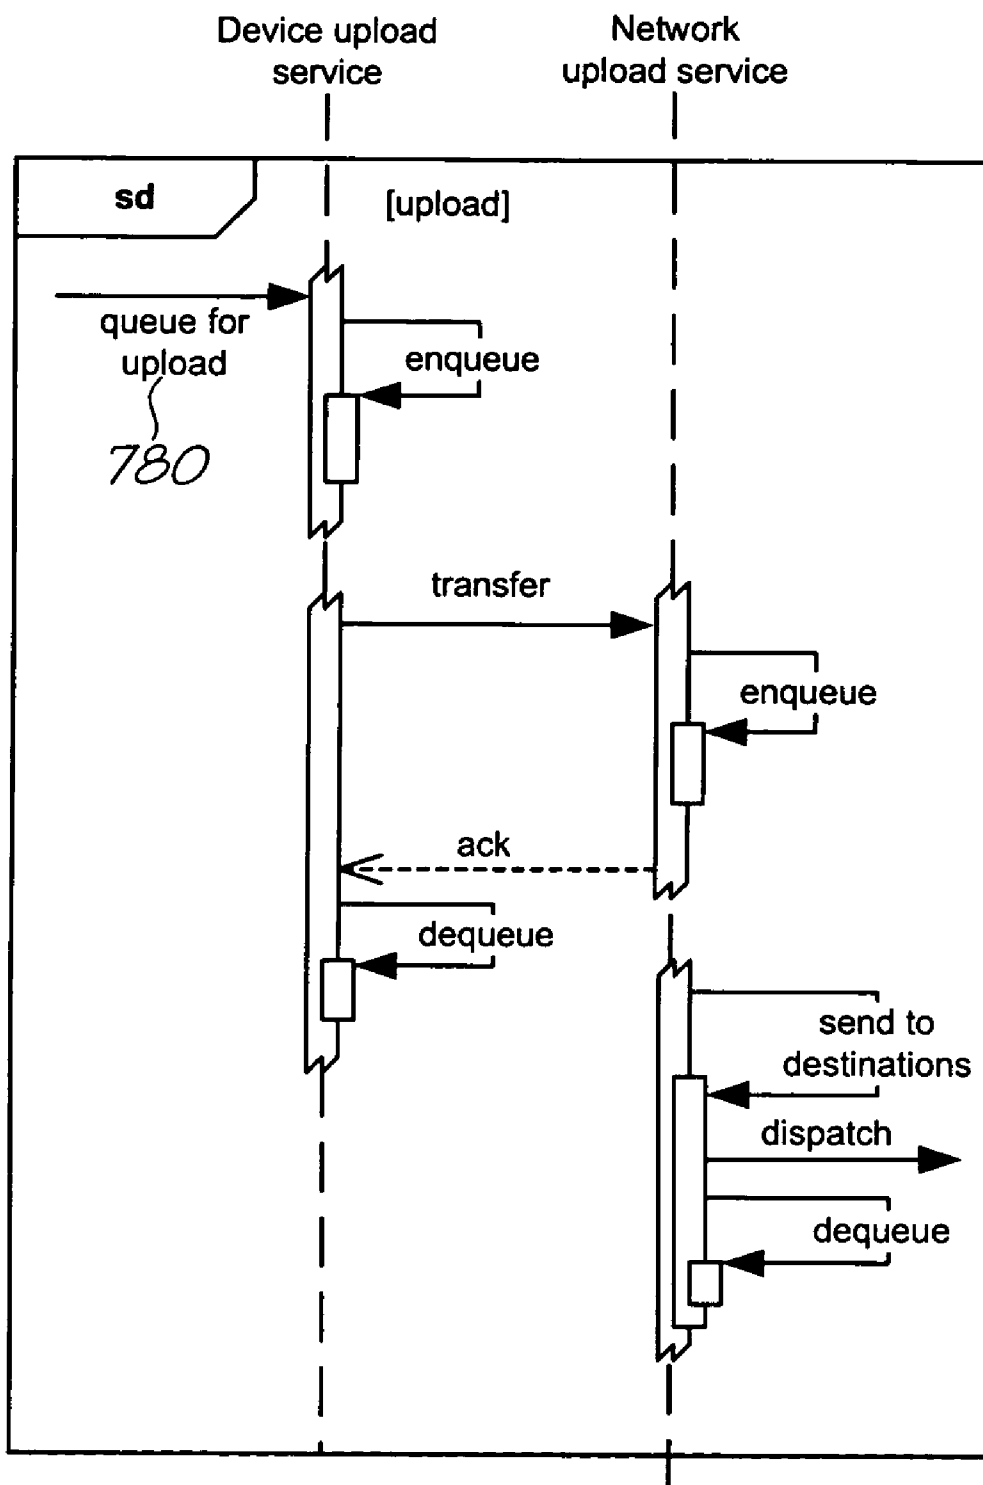 Device upload
service
Network
upload service
sd
[upload]
queue for
upload
780
enqueue
transfer
enqueue
ack
dequeue
send to
destinations
dispatch
dequeue